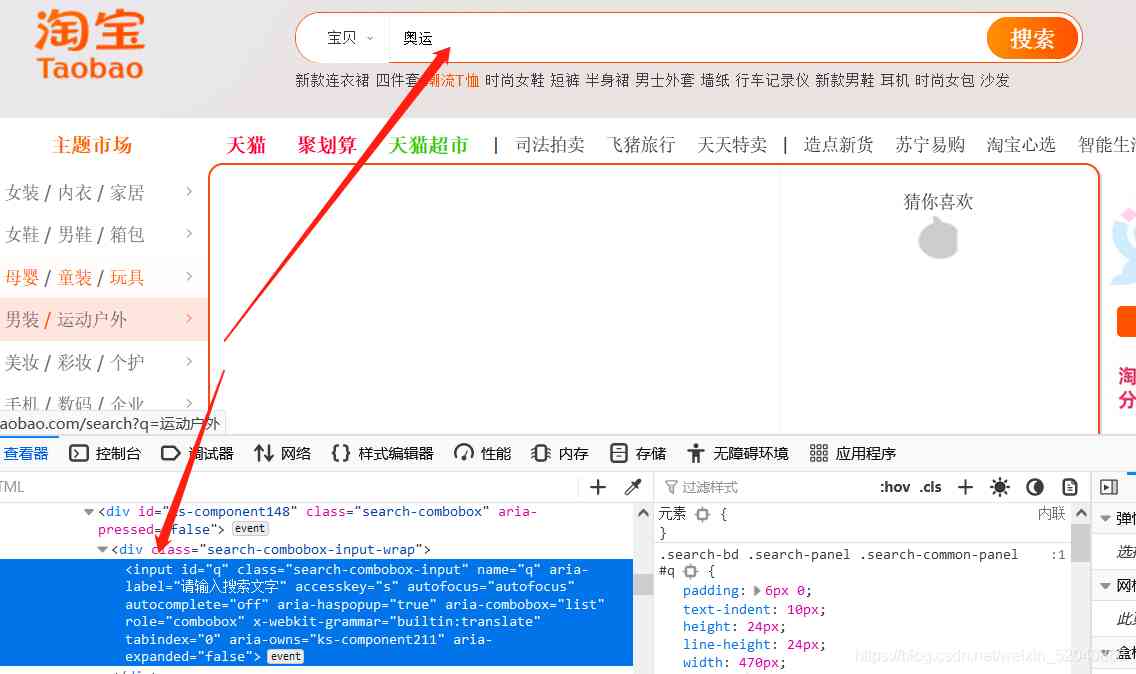 淘宝
Taobao
宝贝 奥运 搜索
新款连衣裙 四件套 潮流T恤 时尚女鞋 短裤 半身裙 男士外套 墙纸 行车记录仪 新款男鞋 耳机 时尚女包 沙发
主题市场 天猫 聚划算 天猫超市 | 司法拍卖 飞猪旅行 天天特卖 | 造点新货 苏宁易购 淘宝心选 智能生
女装 / 内衣 / 家居
猜你喜欢
女鞋 / 男鞋 / 箱包
母婴 / 童装 / 玩具
男装 / 运动户外
美妆 / 彩妆 / 个护
淘
手机 / 数码 / 企业
分
aobao.com/search?q=运动户外
查看器 控制台 调试器 网络 {} 样式编辑器 性能 内存 存储 无障碍环境 应用程序
TML
过滤样式 :hov .cls
<div id="ks-component148" class="search-combobox" aria-
pressed="false"> event
<div class="search-combobox-input-wrap">
<input id="q" class="search-combobox-input" name="q" aria-
label="请输入搜索文字" accesskey="s" autofocus="autofocus"
autocomplete="off" aria-haspopup="true" aria-combobox="list"
role="combobox" x-webkit-grammar="builtin:translate"
tabindex="0" aria-owns="ks-component211" aria-
expanded="false"> event
元素 { 内联
}
.search-bd .search-panel .search-common-panel :1
#q {
padding: 6px 0;
text-indent: 10px;
height: 24px;
line-height: 24px;
width: 470px;
弹
选
网
盒